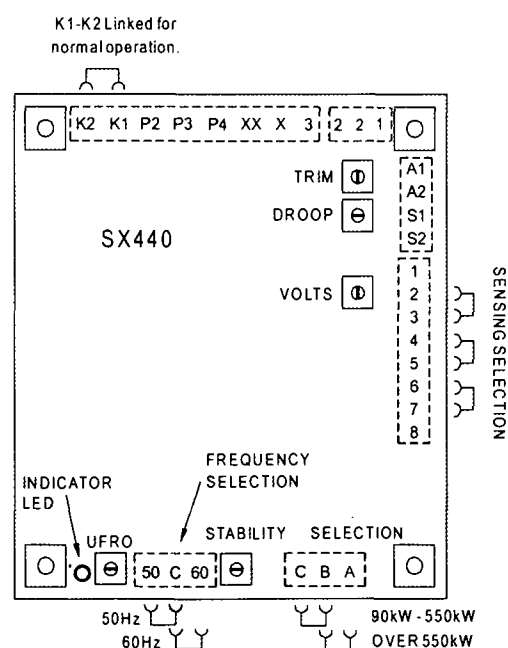 K1-K2 Linked for
normal operation.
K2 K1 P2 P3 P4 XX X 3 2 2 1
TRIM
DROOP
A1
A2
S1
S2
SX440
VOLTS
1
2
3
4
5
6
7
8
SENSING SELECTION
FREQUENCY
SELECTION
INDICATOR
LED
UFRO
STABILITY SELECTION
50 C 60
C B A
50Hz
60Hz
90kW - 550kW
OVER 550kW